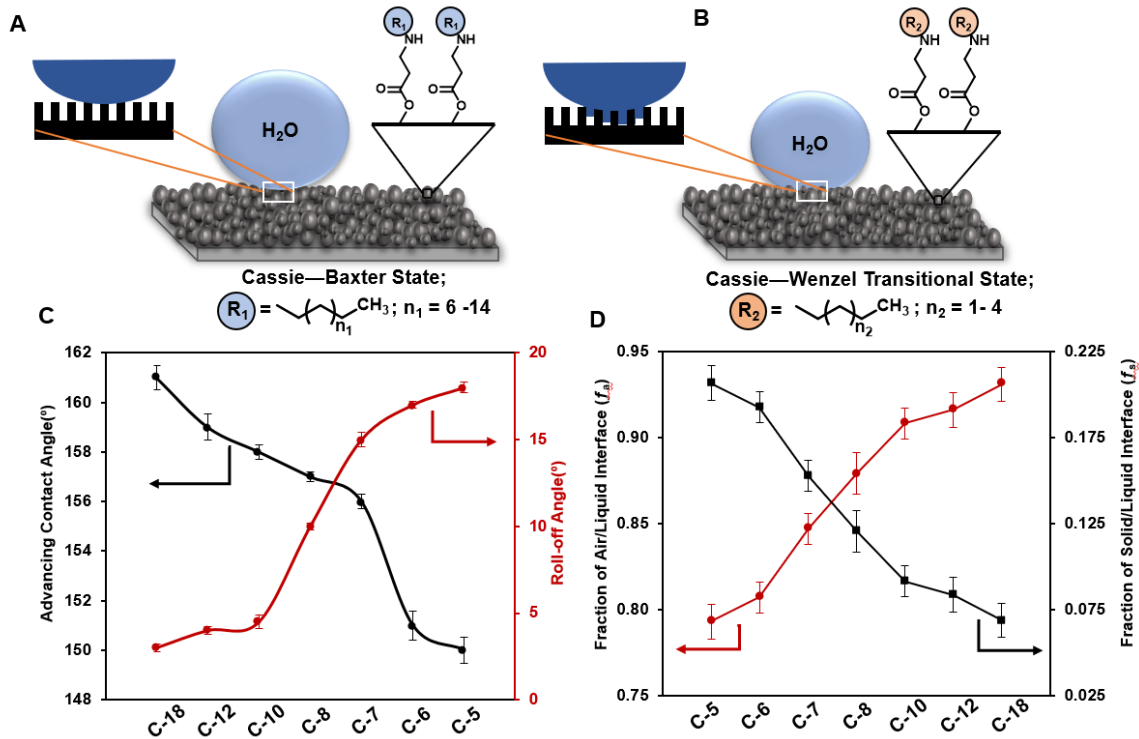 A
R₁ R₁
NH NH
O O
O O
H₂O
Cassie—Baxter State;
R₁ = CH₃ ; n₁ = 6 -14
n₁
B
R₂ R₂
NH NH
O O
O O
H₂O
Cassie—Wenzel Transitional State;
R₂ = CH₃ ; n₂ = 1- 4
n₂
C
Advancing Contact Angle(°)
162
160
158
156
154
152
150
148
Roll-off Angle(°)
20
15
10
5
0
C-18 C-12 C-10 C-8 C-7 C-6 C-5
D
Fraction of Air/Liquid Interface (fₐ)
0.95
0.90
0.85
0.80
0.75
Fraction of Solid/Liquid Interface (fₛ)
0.225
0.175
0.125
0.075
0.025
C-5 C-6 C-7 C-8 C-10 C-12 C-18